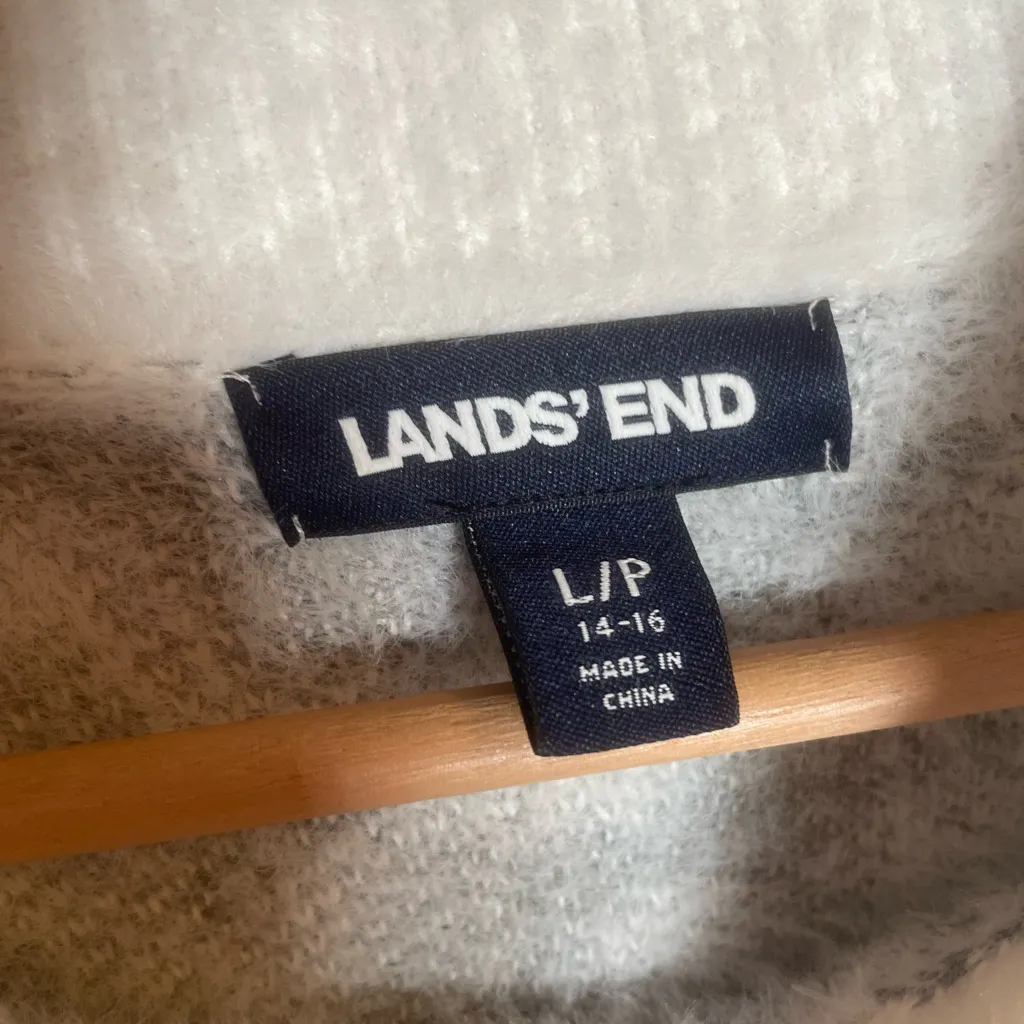 LANDS' END
L/P
14-16
MADE IN
CHINA